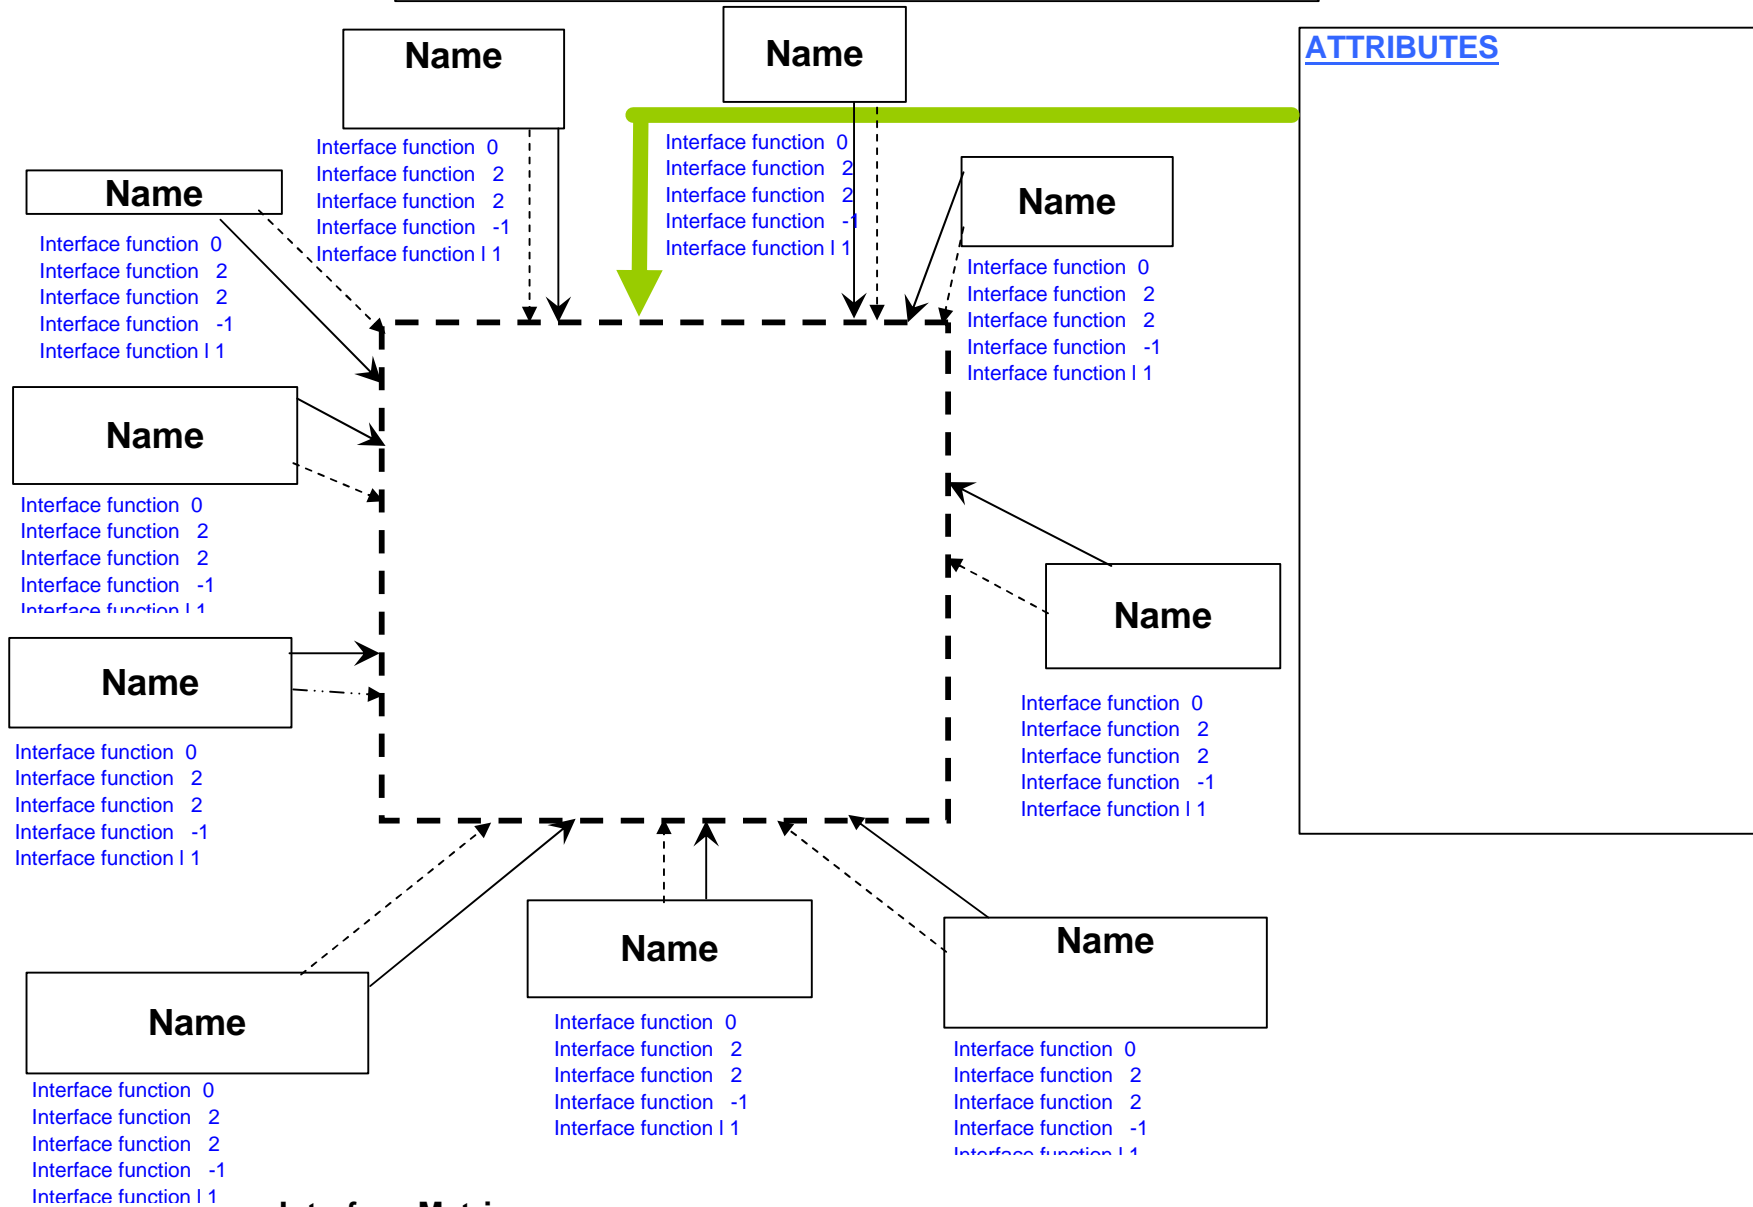 Name
Name
ATTRIBUTES
Interface function 0
Interface function 2
Interface function 2
Interface function -1
Interface function l 1
Interface function 0
Interface function 2
Interface function 2
Interface function -1
Interface function l 1
Name
Interface function 0
Interface function 2
Interface function 2
Interface function -1
Interface function l 1
Name
Interface function 0
Interface function 2
Interface function 2
Interface function -1
Interface function l 1
Name
Interface function 0
Interface function 2
Interface function 2
Interface function -1
Interface function l 1
Name
Interface function 0
Interface function 2
Interface function 2
Interface function -1
Interface function l 1
Name
Interface function 0
Interface function 2
Interface function 2
Interface function -1
Interface function l 1
Name
Interface function 0
Interface function 2
Interface function 2
Interface function -1
Interface function l 1
Name
Interface function 0
Interface function 2
Interface function 2
Interface function -1
Interface function l 1
Name
Interface function 0
Interface function 2
Interface function 2
Interface function -1
Interface function l 1
Interface